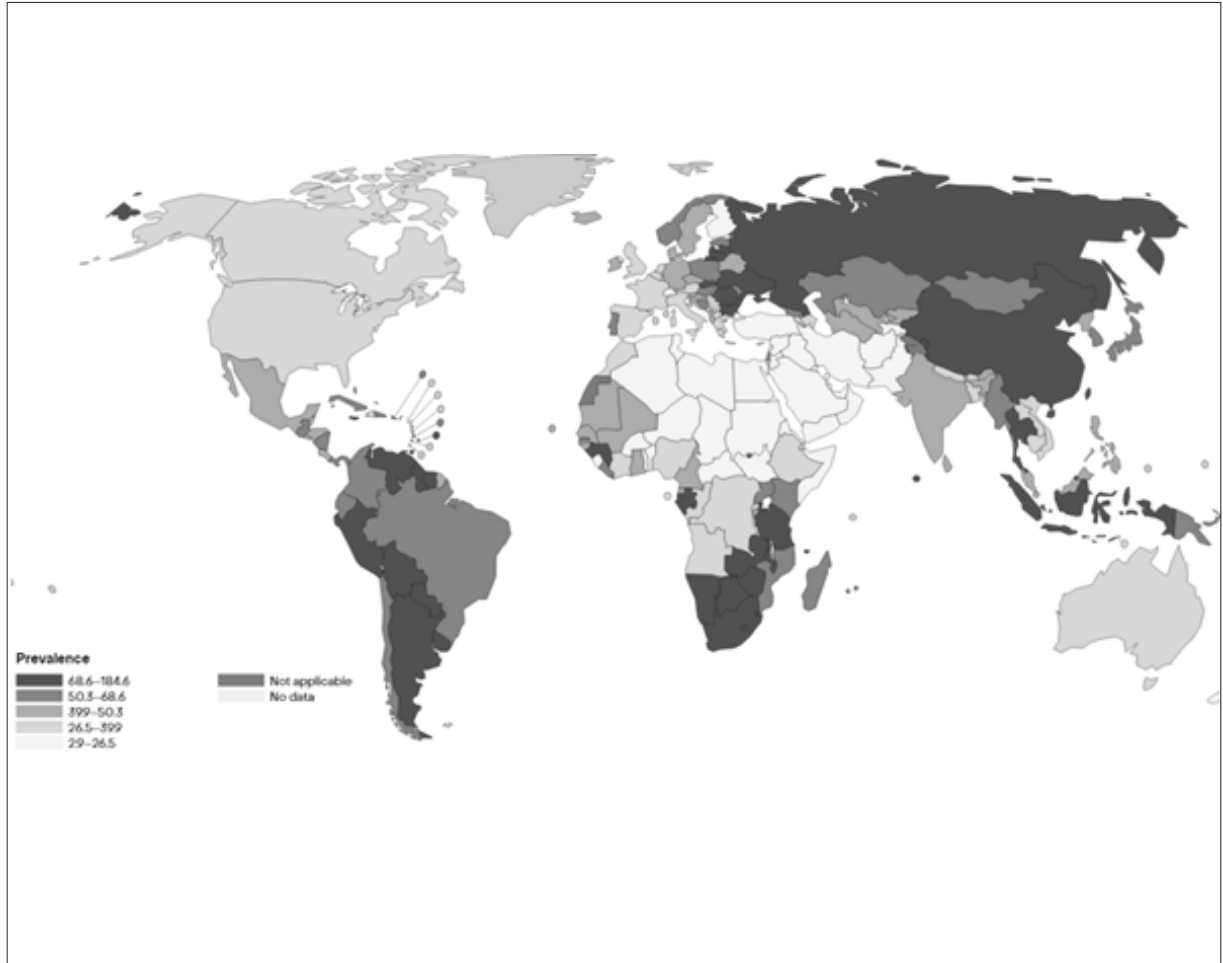 Prevalence
68.6–184.6
50.3–68.6
399–50.3
26.5–399
29–26.5
Not applicable
No data